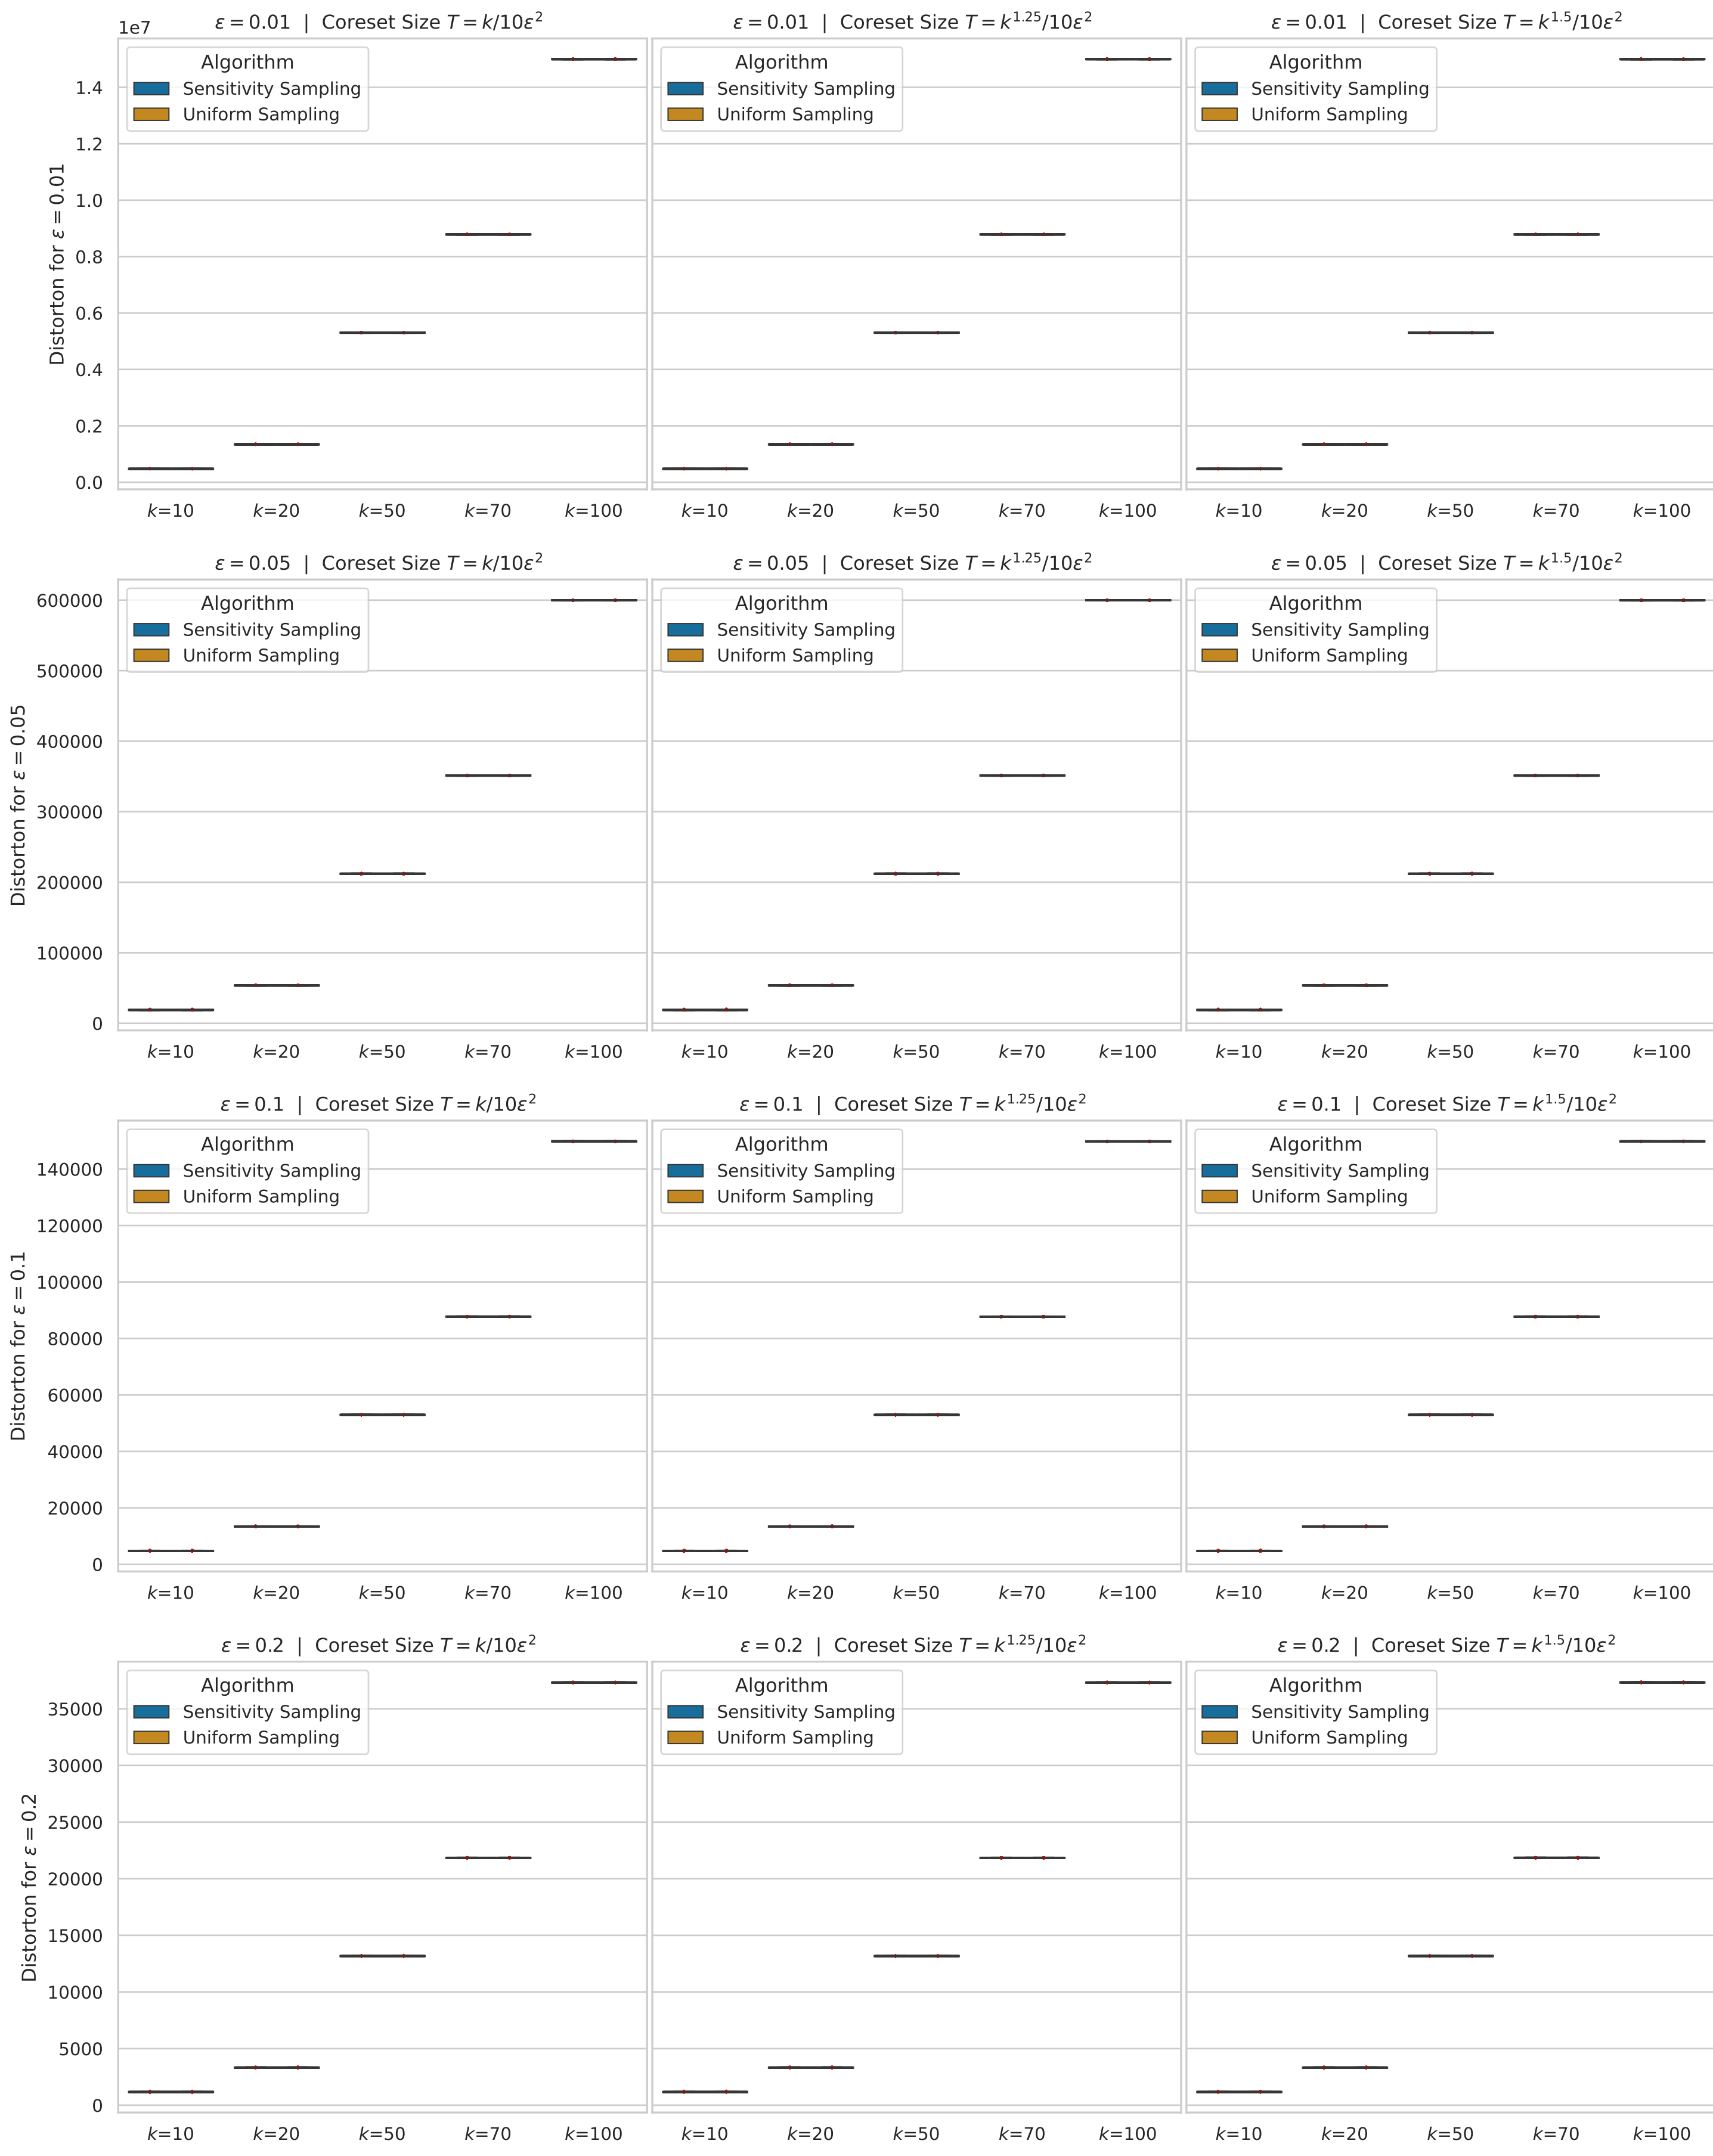 ε = 0.01 | Coreset Size T = k/10ε²
ε = 0.01 | Coreset Size T = k^1.25/10ε²
ε = 0.01 | Coreset Size T = k^1.5/10ε²
1e7
Distorton for ε = 0.01
1.4
1.2
1.0
0.8
0.6
0.4
0.2
0.0
Algorithm
Sensitivity Sampling
Uniform Sampling
Algorithm
Sensitivity Sampling
Uniform Sampling
Algorithm
Sensitivity Sampling
Uniform Sampling
k=10 k=20 k=50 k=70 k=100
k=10 k=20 k=50 k=70 k=100
k=10 k=20 k=50 k=70 k=100
ε = 0.05 | Coreset Size T = k/10ε²
ε = 0.05 | Coreset Size T = k^1.25/10ε²
ε = 0.05 | Coreset Size T = k^1.5/10ε²
Distorton for ε = 0.05
600000
500000
400000
300000
200000
100000
0
Algorithm
Sensitivity Sampling
Uniform Sampling
Algorithm
Sensitivity Sampling
Uniform Sampling
Algorithm
Sensitivity Sampling
Uniform Sampling
k=10 k=20 k=50 k=70 k=100
k=10 k=20 k=50 k=70 k=100
k=10 k=20 k=50 k=70 k=100
ε = 0.1 | Coreset Size T = k/10ε²
ε = 0.1 | Coreset Size T = k^1.25/10ε²
ε = 0.1 | Coreset Size T = k^1.5/10ε²
Distorton for ε = 0.1
140000
120000
100000
80000
60000
40000
20000
0
Algorithm
Sensitivity Sampling
Uniform Sampling
Algorithm
Sensitivity Sampling
Uniform Sampling
Algorithm
Sensitivity Sampling
Uniform Sampling
k=10 k=20 k=50 k=70 k=100
k=10 k=20 k=50 k=70 k=100
k=10 k=20 k=50 k=70 k=100
ε = 0.2 | Coreset Size T = k/10ε²
ε = 0.2 | Coreset Size T = k^1.25/10ε²
ε = 0.2 | Coreset Size T = k^1.5/10ε²
Distorton for ε = 0.2
35000
30000
25000
20000
15000
10000
5000
0
Algorithm
Sensitivity Sampling
Uniform Sampling
Algorithm
Sensitivity Sampling
Uniform Sampling
Algorithm
Sensitivity Sampling
Uniform Sampling
k=10 k=20 k=50 k=70 k=100
k=10 k=20 k=50 k=70 k=100
k=10 k=20 k=50 k=70 k=100